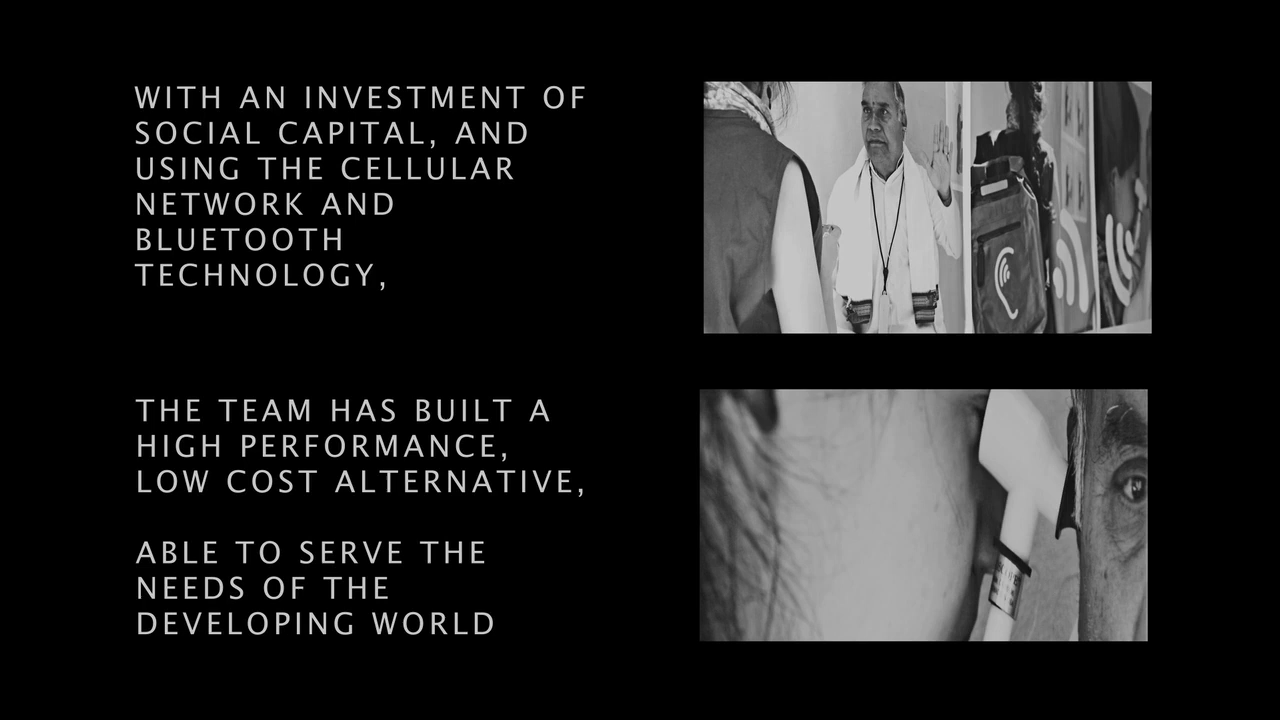 WITH AN INVESTMENT OF
SOCIAL CAPITAL, AND
USING THE CELLULAR
NETWORK AND
BLUETOOTH
TECHNOLOGY,
THE TEAM HAS BUILT A
HIGH PERFORMANCE,
LOW COST ALTERNATIVE,
ABLE TO SERVE THE
NEEDS OF THE
DEVELOPING WORLD